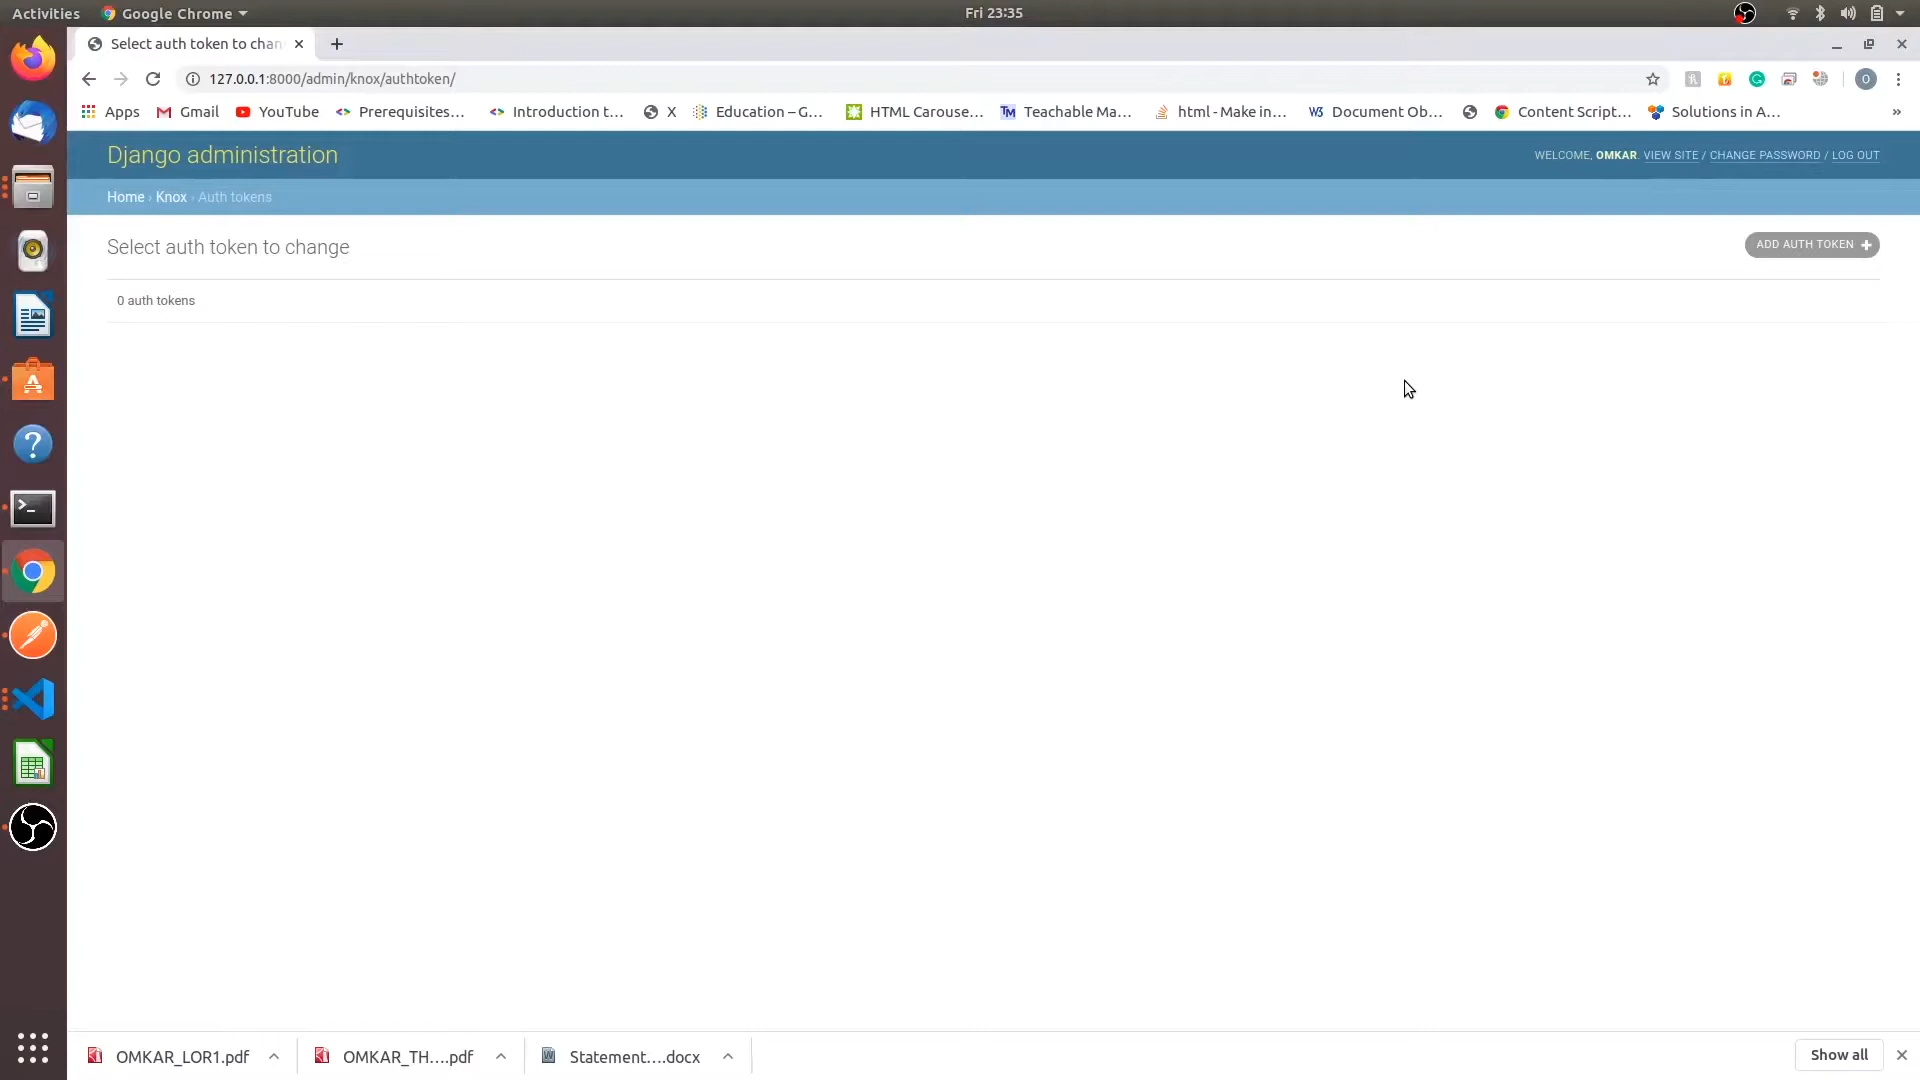 Activities Google Chrome Fri 23:35
Select auth token to chan
127.0.0.1:8000/admin/knox/authtoken/
Apps Gmail YouTube Prerequisites... Introduction t... X Education – G... HTML Carouse... Teachable Ma... html - Make in... Document Ob... Content Script... Solutions in A... »
Django administration
WELCOME, OMKAR. VIEW SITE / CHANGE PASSWORD / LOG OUT
Home › Knox › Auth tokens
Select auth token to change
ADD AUTH TOKEN +
0 auth tokens
OMKAR_LOR1.pdf OMKAR_TH....pdf Statement....docx Show all